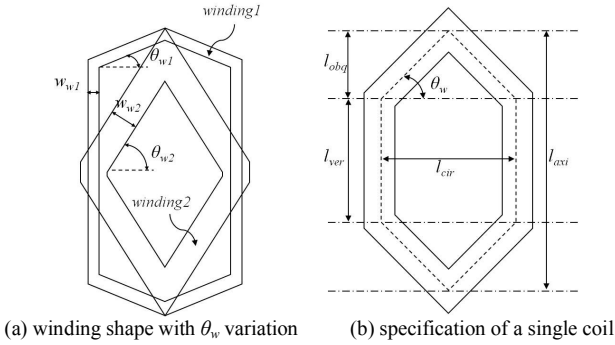 winding1
θw1
ww1
ww2
θw2
winding2
lobq
θw
lver
lcir
laxi
(a) winding shape with θw variation
(b) specification of a single coil